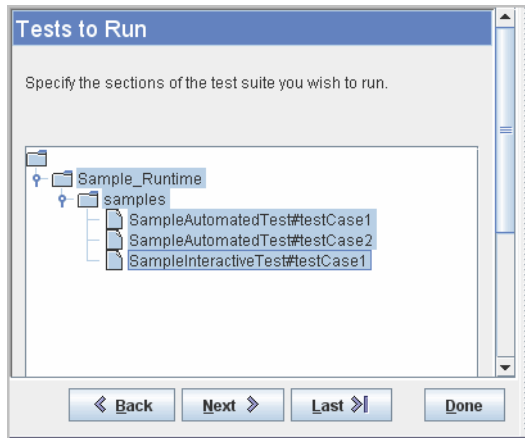 Tests to Run
Specify the sections of the test suite you wish to run.
Sample_Runtime
samples
SampleAutomatedTest#testCase1
SampleAutomatedTest#testCase2
SampleInteractiveTest#testCase1
Back Next Last Done